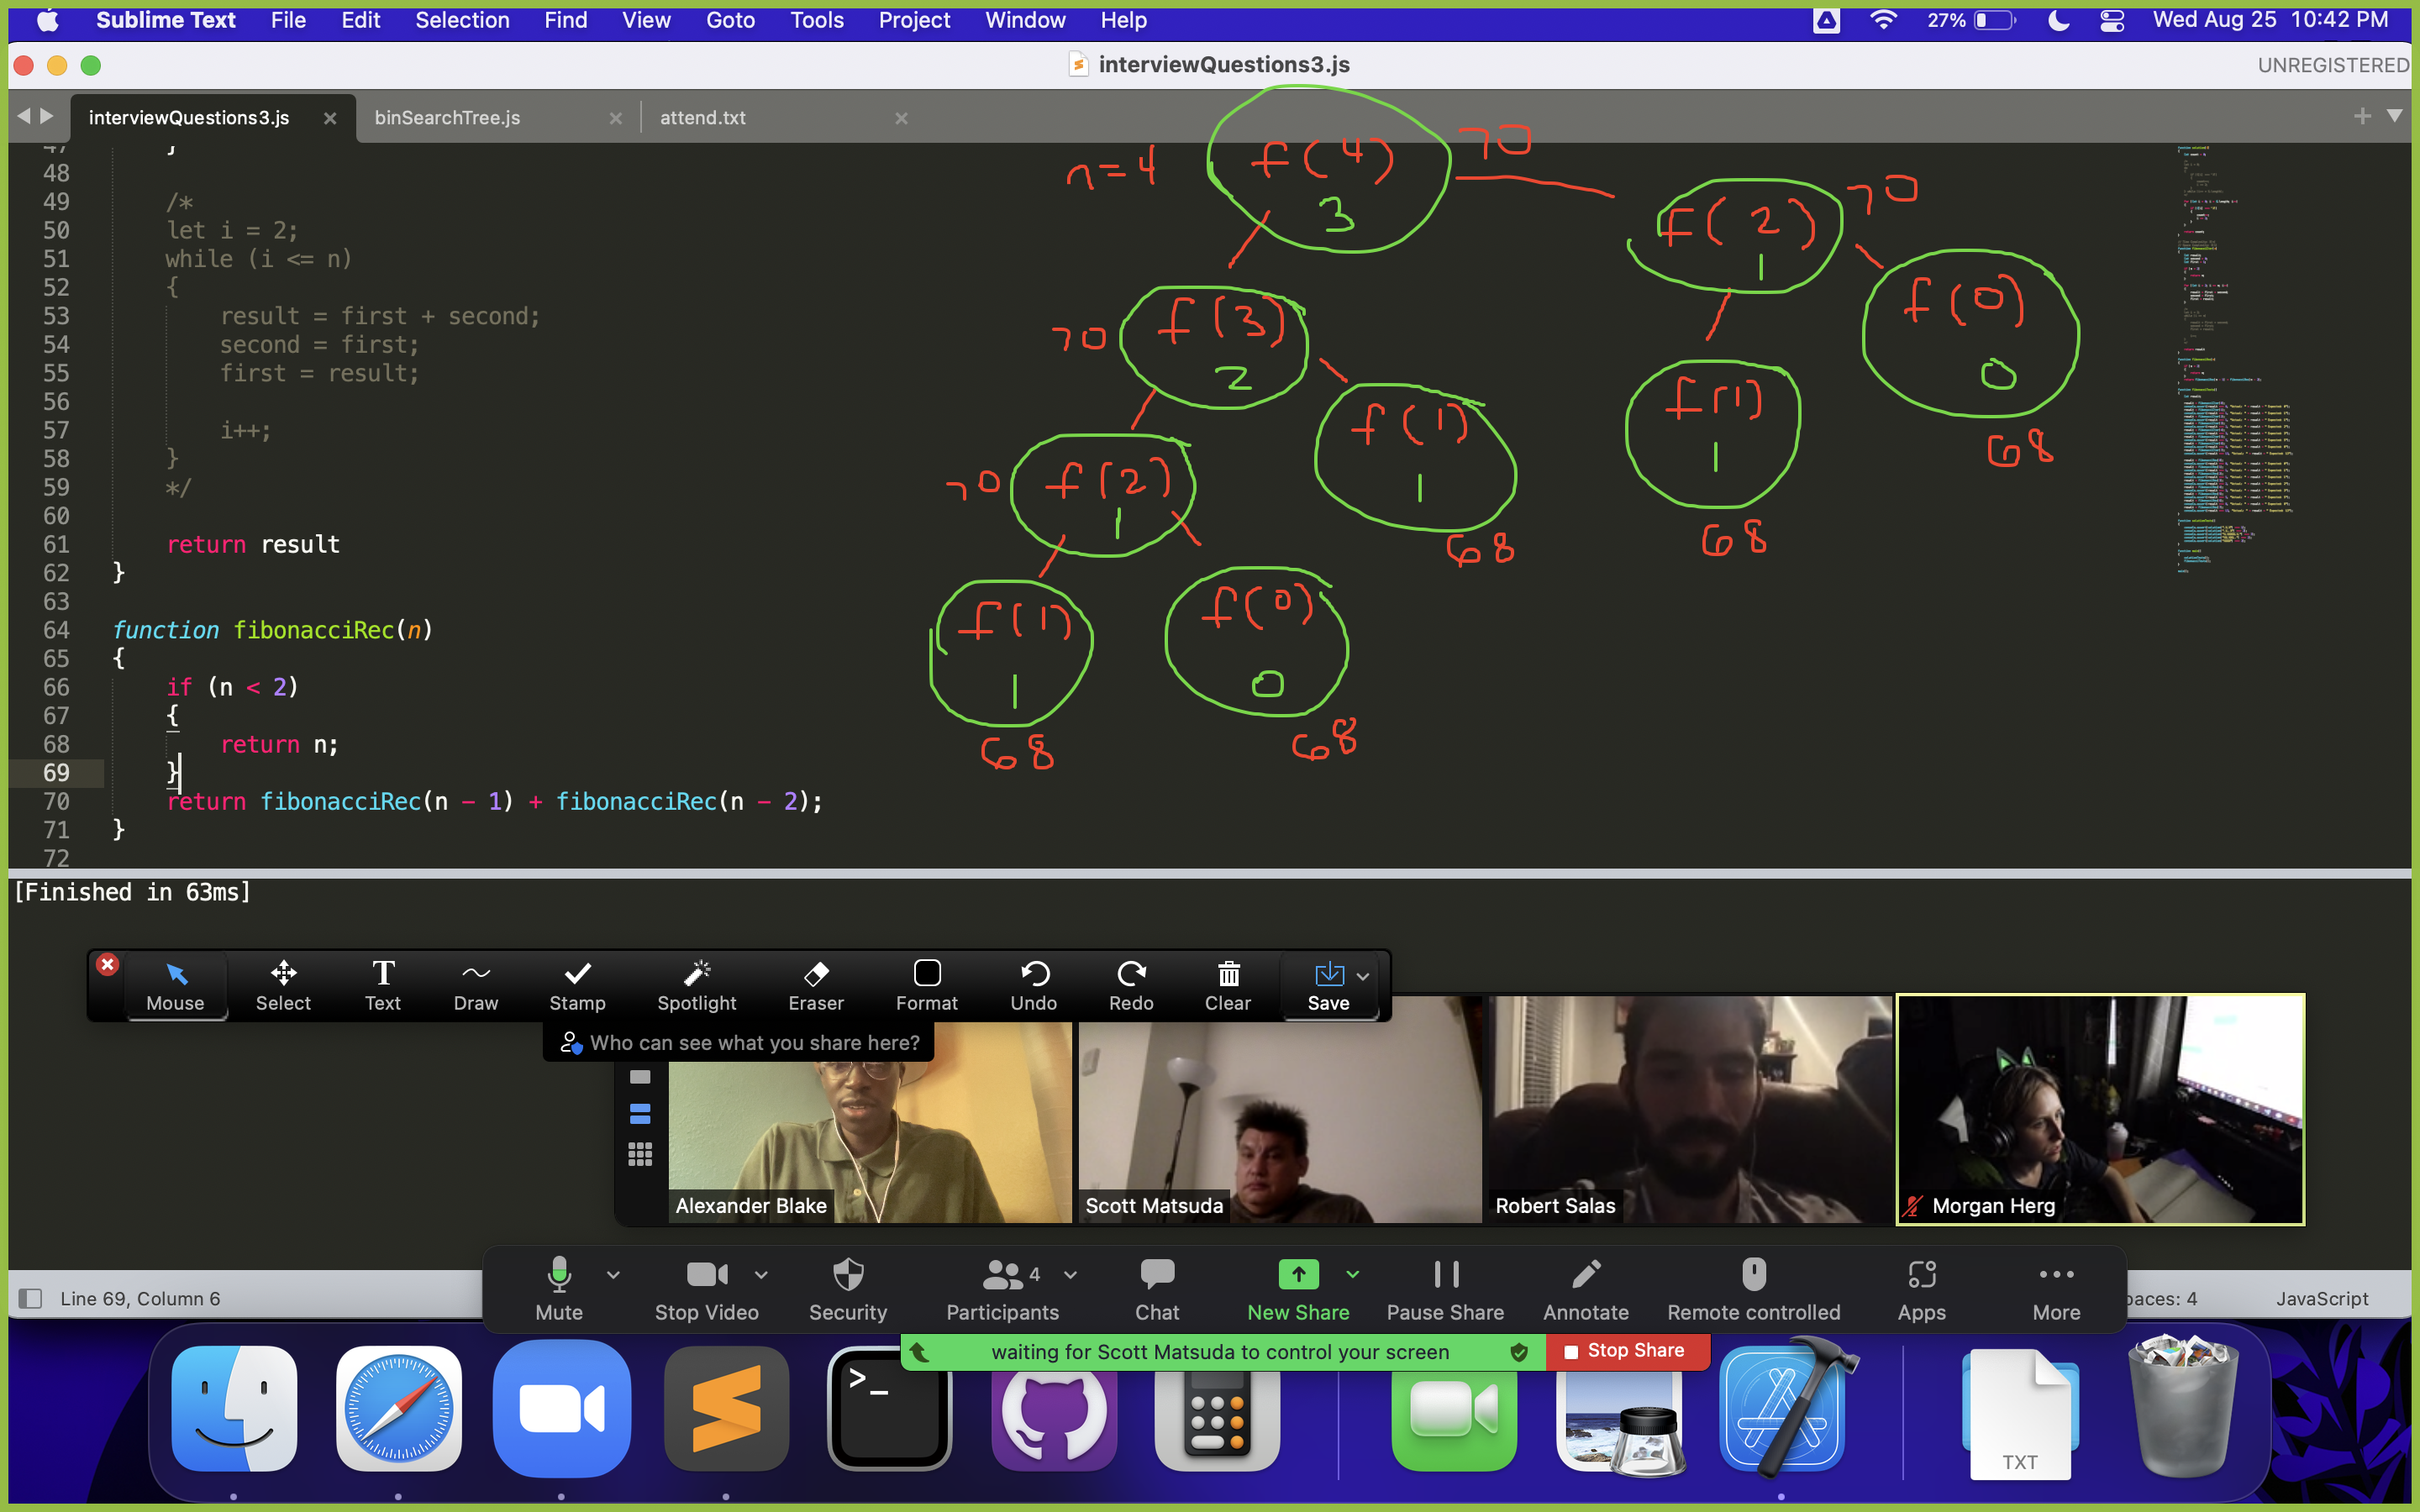 Sublime Text File Edit Selection Find View Goto Tools Project Window Help 27% Wed Aug 25 10:42 PM
interviewQuestions3.js UNREGISTERED
interviewQuestions3.js × binSearchTree.js × attend.txt ×
47 }
48
49 /*
50 let i = 2;
51 while (i <= n)
52 {
53 result = first + second;
54 second = first;
55 first = result;
56
57 i++;
58 }
59 */
60
61 return result
62 }
63
64 function fibonacciRec(n)
65 {
66 if (n < 2)
67 {
68 return n;
69 }
70 return fibonacciRec(n - 1) + fibonacciRec(n - 2);
71 }
72
n=4 f(4) 70
3
f(2) 70
1
f(0)
0
68
70 f(3)
2
f(1)
1
68
f(1)
1
68
70 f(2)
1
f(1)
1
68
f(0)
0
68
[Finished in 63ms]
Mouse Select Text Draw Stamp Spotlight Eraser Format Undo Redo Clear Save
Who can see what you share here?
Alexander Blake Scott Matsuda Robert Salas Morgan Herg
Mute Stop Video Security Participants 4 Chat New Share Pause Share Annotate Remote controlled Apps More
Line 69, Column 6 paces: 4 JavaScript
waiting for Scott Matsuda to control your screen Stop Share
>_
TXT